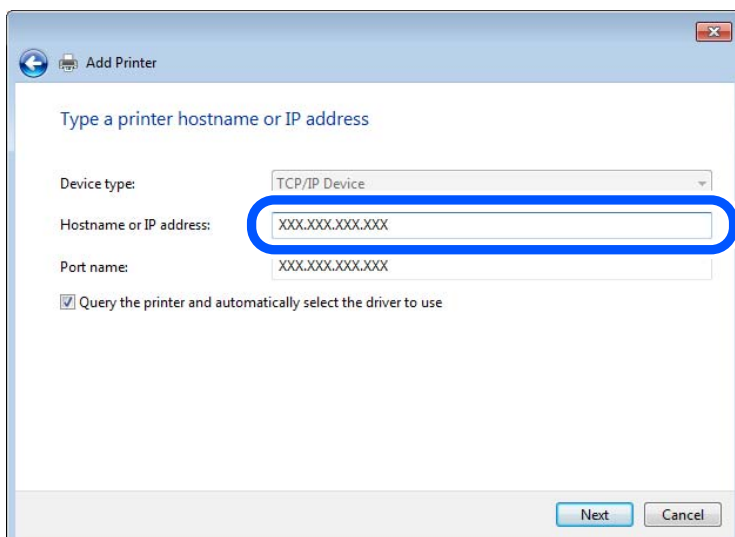 Add Printer
Type a printer hostname or IP address
Device type: TCP/IP Device
Hostname or IP address: XXX.XXX.XXX.XXX
Port name: XXX.XXX.XXX.XXX
Query the printer and automatically select the driver to use
Next Cancel